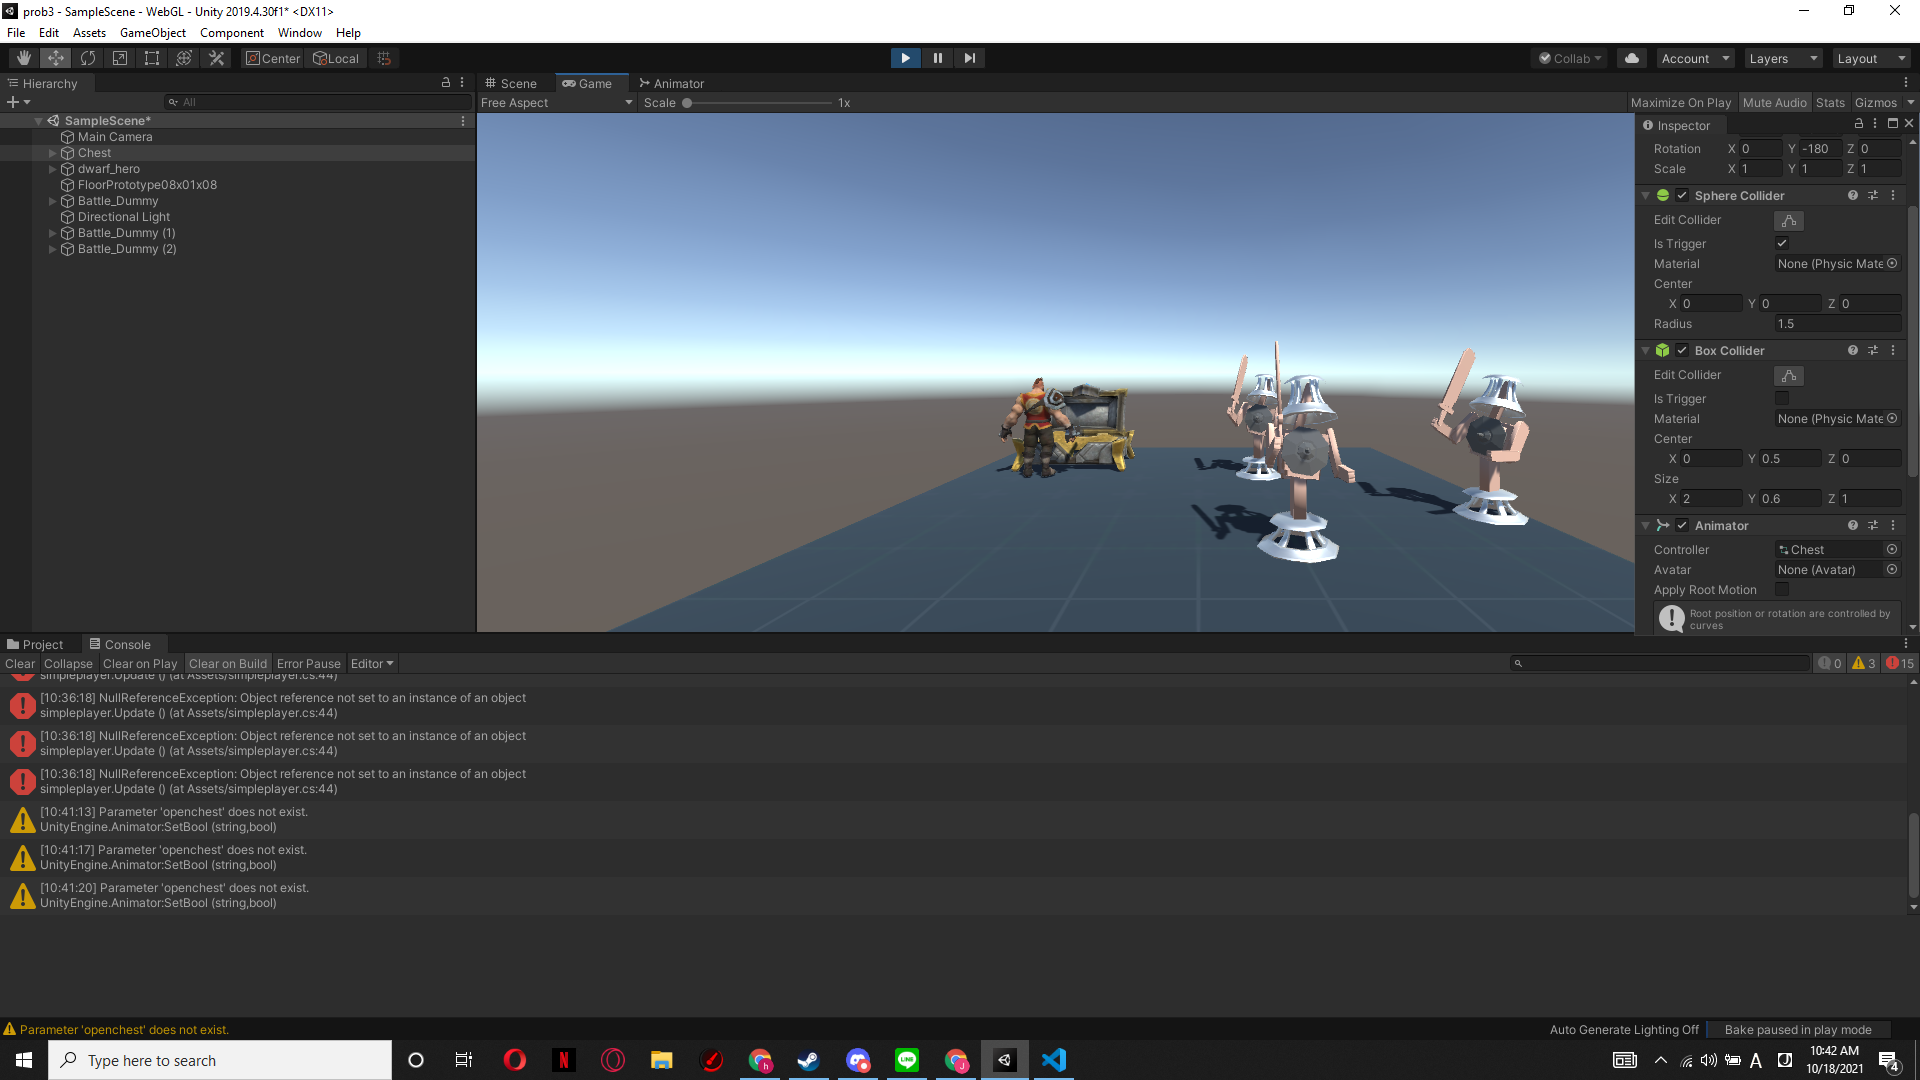 prob3 - SampleScene - WebGL - Unity 2019.4.30f1* <DX11>
File Edit Assets GameObject Component Window Help
Center Local Collab Account Layers Layout
Hierarchy
All
SampleScene*
Main Camera
Chest
dwarf_hero
FloorPrototype08x01x08
Battle_Dummy
Directional Light
Battle_Dummy (1)
Battle_Dummy (2)
Scene Game Animator
Free Aspect Scale 1x Maximize On Play Mute Audio Stats Gizmos
Inspector
Rotation X 0 Y -180 Z 0
Scale X 1 Y 1 Z 1
Sphere Collider
Edit Collider
Is Trigger
Material None (Physic Mate
Center
X 0 Y 0 Z 0
Radius 1.5
Box Collider
Edit Collider
Is Trigger
Material None (Physic Mate
Center
X 0 Y 0.5 Z 0
Size
X 2 Y 0.6 Z 1
Animator
Controller Chest
Avatar None (Avatar)
Apply Root Motion
Root position or rotation are controlled by
curves
Project Console
Clear Collapse Clear on Play Clear on Build Error Pause Editor 0 3 15
simpleplayer.Update () (at Assets/simpleplayer.cs:44)
[10:36:18] NullReferenceException: Object reference not set to an instance of an object
simpleplayer.Update () (at Assets/simpleplayer.cs:44)
[10:36:18] NullReferenceException: Object reference not set to an instance of an object
simpleplayer.Update () (at Assets/simpleplayer.cs:44)
[10:36:18] NullReferenceException: Object reference not set to an instance of an object
simpleplayer.Update () (at Assets/simpleplayer.cs:44)
[10:41:13] Parameter 'openchest' does not exist.
UnityEngine.Animator:SetBool (string,bool)
[10:41:17] Parameter 'openchest' does not exist.
UnityEngine.Animator:SetBool (string,bool)
[10:41:20] Parameter 'openchest' does not exist.
UnityEngine.Animator:SetBool (string,bool)
Parameter 'openchest' does not exist. Auto Generate Lighting Off Bake paused in play mode
Type here to search
10:42 AM
10/18/2021
4